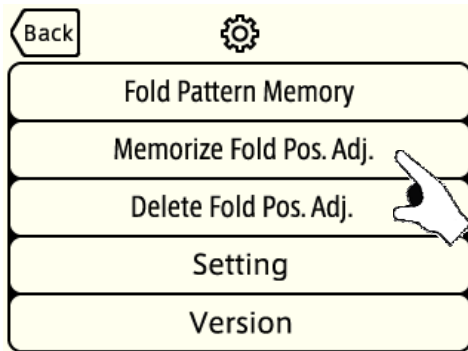 Back
Fold Pattern Memory
Memorize Fold Pos. Adj.
Delete Fold Pos. Adj.
Setting
Version